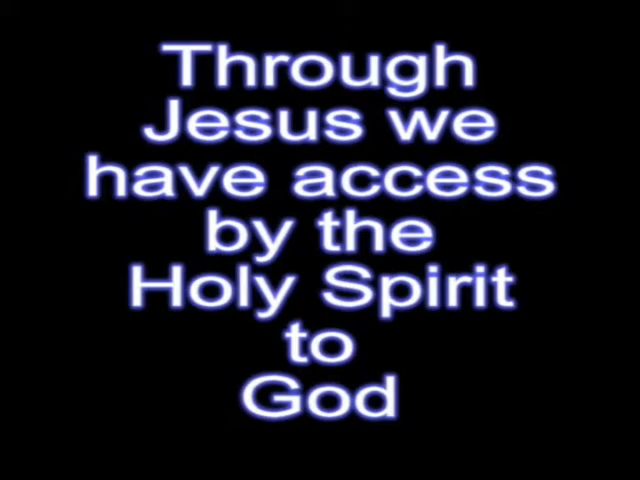 Through
Jesus we
have access
by the
Holy Spirit
to
God